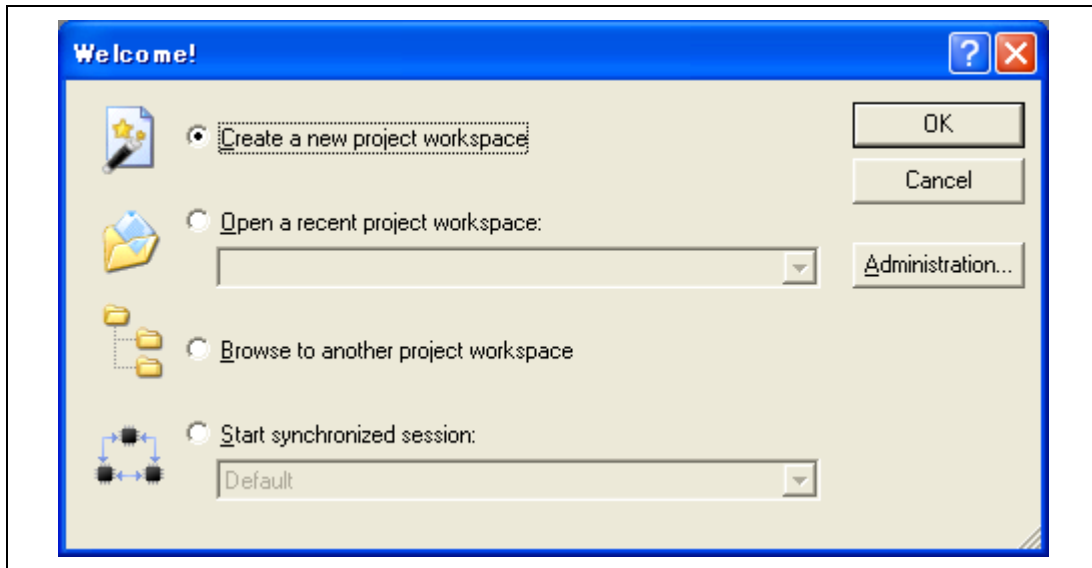 Welcome!
Create a new project workspace
OK
Cancel
Open a recent project workspace:
Administration...
Browse to another project workspace
Start synchronized session:
Default